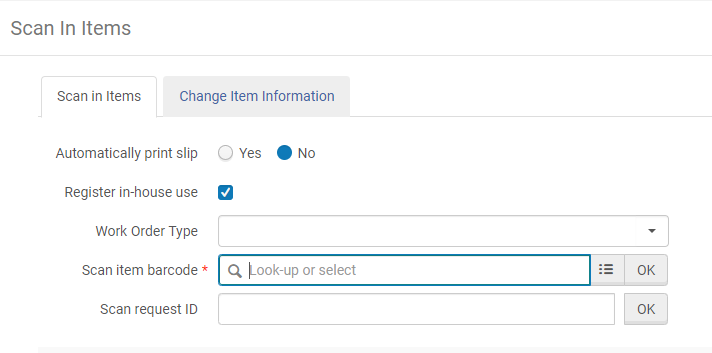 Scan In Items
Scan in Items Change Item Information
Automatically print slip Yes No
Register in-house use
Work Order Type
Scan item barcode * Look-up or select OK
Scan request ID OK